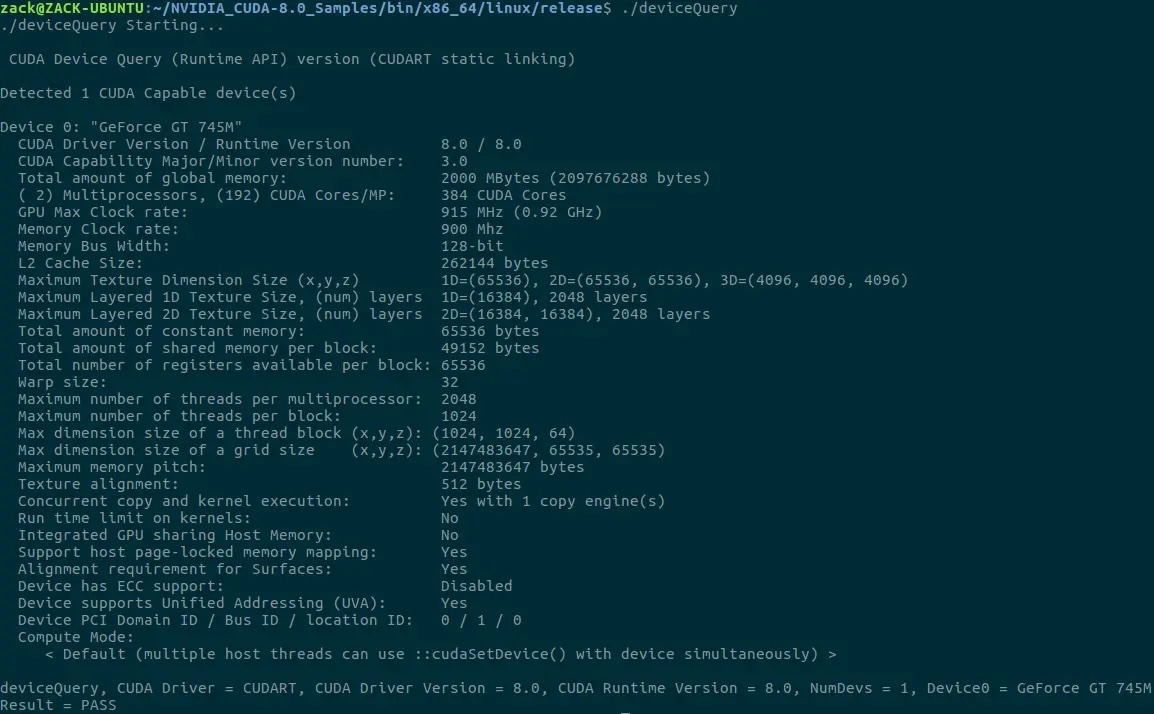 zack@ZACK-UBUNTU:~/NVIDIA_CUDA-8.0_Samples/bin/x86_64/linux/release$ ./deviceQuery
./deviceQuery Starting...
CUDA Device Query (Runtime API) version (CUDART static linking)
Detected 1 CUDA Capable device(s)
Device 0: "GeForce GT 745M"
CUDA Driver Version / Runtime Version 8.0 / 8.0
CUDA Capability Major/Minor version number: 3.0
Total amount of global memory: 2000 MBytes (2097676288 bytes)
( 2) Multiprocessors, (192) CUDA Cores/MP: 384 CUDA Cores
GPU Max Clock rate: 915 MHz (0.92 GHz)
Memory Clock rate: 900 Mhz
Memory Bus Width: 128-bit
L2 Cache Size: 262144 bytes
Maximum Texture Dimension Size (x,y,z) 1D=(65536), 2D=(65536, 65536), 3D=(4096, 4096, 4096)
Maximum Layered 1D Texture Size, (num) layers 1D=(16384), 2048 layers
Maximum Layered 2D Texture Size, (num) layers 2D=(16384, 16384), 2048 layers
Total amount of constant memory: 65536 bytes
Total amount of shared memory per block: 49152 bytes
Total number of registers available per block: 65536
Warp size: 32
Maximum number of threads per multiprocessor: 2048
Maximum number of threads per block: 1024
Max dimension size of a thread block (x,y,z): (1024, 1024, 64)
Max dimension size of a grid size (x,y,z): (2147483647, 65535, 65535)
Maximum memory pitch: 2147483647 bytes
Texture alignment: 512 bytes
Concurrent copy and kernel execution: Yes with 1 copy engine(s)
Run time limit on kernels: No
Integrated GPU sharing Host Memory: No
Support host page-locked memory mapping: Yes
Alignment requirement for Surfaces: Yes
Device has ECC support: Disabled
Device supports Unified Addressing (UVA): Yes
Device PCI Domain ID / Bus ID / location ID: 0 / 1 / 0
Compute Mode:
< Default (multiple host threads can use ::cudaSetDevice() with device simultaneously) >
deviceQuery, CUDA Driver = CUDART, CUDA Driver Version = 8.0, CUDA Runtime Version = 8.0, NumDevs = 1, Device0 = GeForce GT 745M
Result = PASS